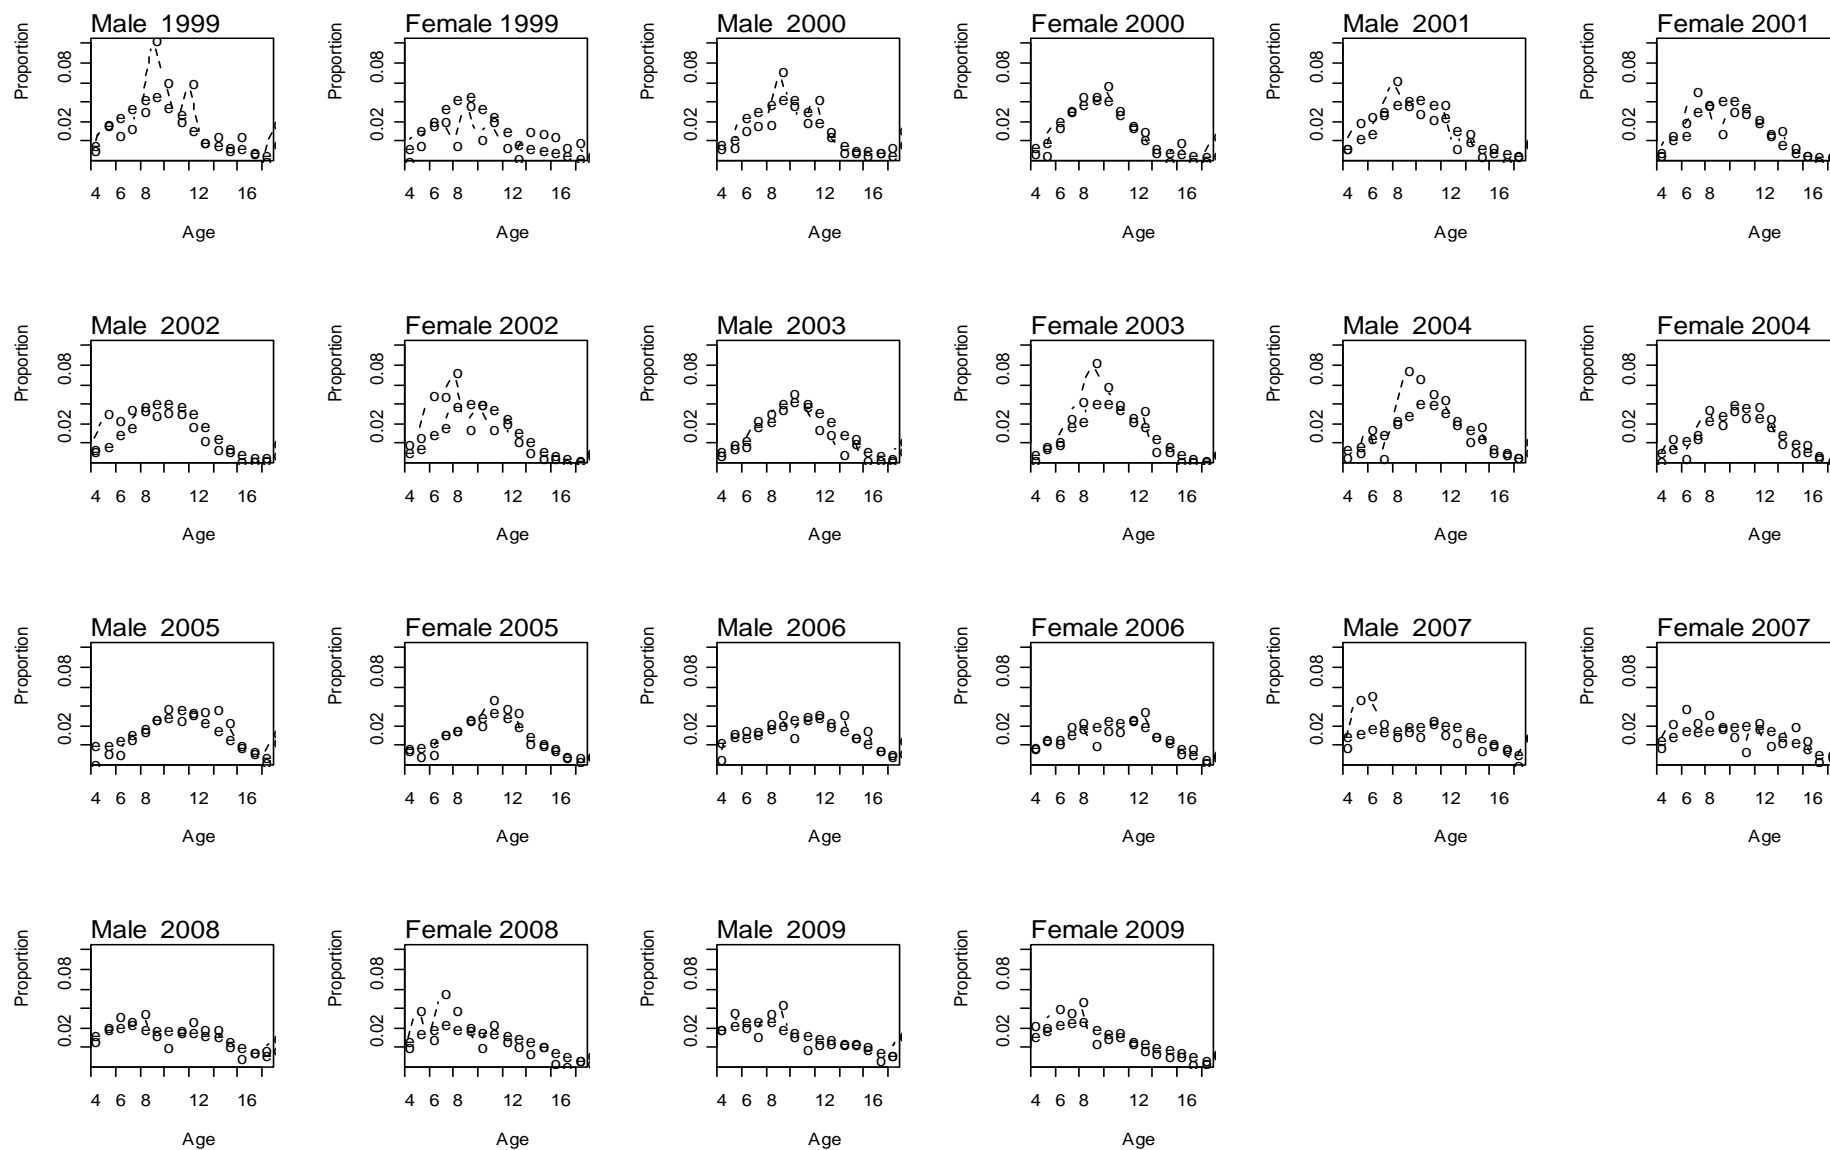 Male 1999 Female 1999 Male 2000 Female 2000 Male 2001 Female 2001
Proportion 0.02 0.08 Proportion 0.02 0.08 Proportion 0.02 0.08 Proportion 0.02 0.08 Proportion 0.02 0.08 Proportion 0.02 0.08
4 6 8 12 16 4 6 8 12 16 4 6 8 12 16 4 6 8 12 16 4 6 8 12 16 4 6 8 12 16
Age Age Age Age Age Age
Male 2002 Female 2002 Male 2003 Female 2003 Male 2004 Female 2004
Proportion 0.02 0.08 Proportion 0.02 0.08 Proportion 0.02 0.08 Proportion 0.02 0.08 Proportion 0.02 0.08 Proportion 0.02 0.08
4 6 8 12 16 4 6 8 12 16 4 6 8 12 16 4 6 8 12 16 4 6 8 12 16 4 6 8 12 16
Age Age Age Age Age Age
Male 2005 Female 2005 Male 2006 Female 2006 Male 2007 Female 2007
Proportion 0.02 0.08 Proportion 0.02 0.08 Proportion 0.02 0.08 Proportion 0.02 0.08 Proportion 0.02 0.08 Proportion 0.02 0.08
4 6 8 12 16 4 6 8 12 16 4 6 8 12 16 4 6 8 12 16 4 6 8 12 16 4 6 8 12 16
Age Age Age Age Age Age
Male 2008 Female 2008 Male 2009 Female 2009
Proportion 0.02 0.08 Proportion 0.02 0.08 Proportion 0.02 0.08 Proportion 0.02 0.08
4 6 8 12 16 4 6 8 12 16 4 6 8 12 16 4 6 8 12 16
Age Age Age Age